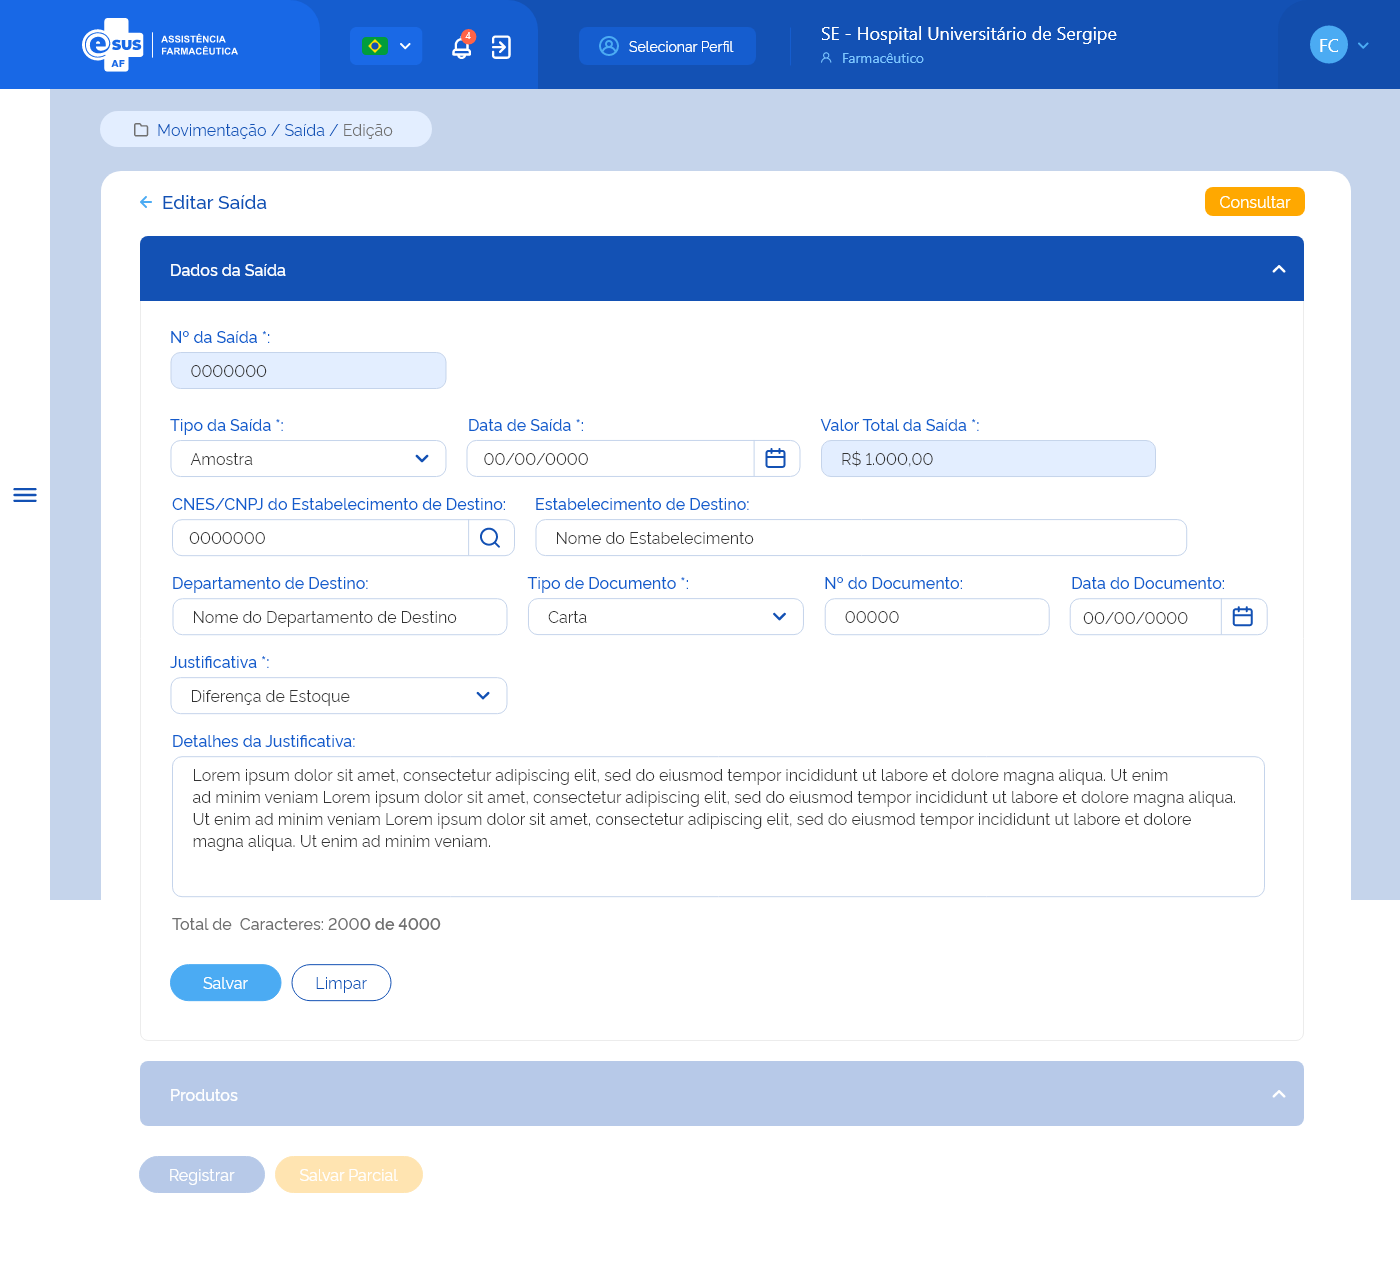 e sus
AF
ASSISTÊNCIA
FARMACÊUTICA
4
Selecionar Perfil
SE - Hospital Universitário de Sergipe
Farmacêutico
FC
Movimentação / Saída / Edição
Editar Saída
Consultar
Dados da Saída
Nº da Saída *:
0000000
Tipo da Saída *:
Data de Saída *:
Valor Total da Saída *:
Amostra
00/00/0000
R$ 1.000,00
CNES/CNPJ do Estabelecimento de Destino:
Estabelecimento de Destino:
0000000
Nome do Estabelecimento
Departamento de Destino:
Tipo de Documento *:
Nº do Documento:
Data do Documento:
Nome do Departamento de Destino
Carta
00000
00/00/0000
Justificativa *:
Diferença de Estoque
Detalhes da Justificativa:
Lorem ipsum dolor sit amet, consectetur adipiscing elit, sed do eiusmod tempor incididunt ut labore et dolore magna aliqua. Ut enim
ad minim veniam Lorem ipsum dolor sit amet, consectetur adipiscing elit, sed do eiusmod tempor incididunt ut labore et dolore magna aliqua.
Ut enim ad minim veniam Lorem ipsum dolor sit amet, consectetur adipiscing elit, sed do eiusmod tempor incididunt ut labore et dolore
magna aliqua. Ut enim ad minim veniam.
Total de  Caracteres: 2000 de 4000
Salvar
Limpar
Produtos
Registrar
Salvar Parcial